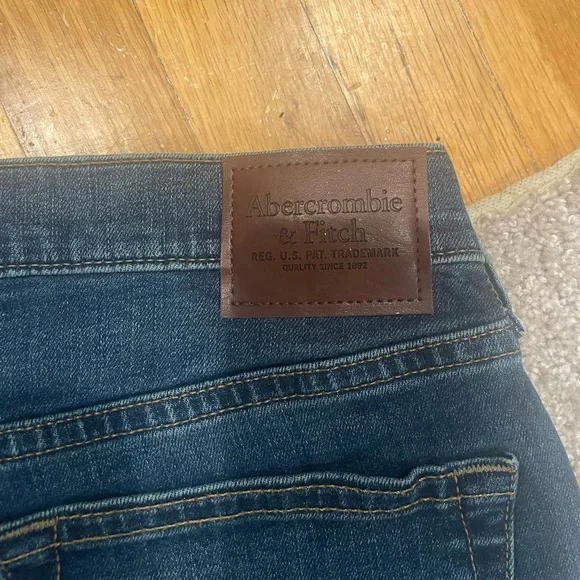 Abercrombie
& Fitch
REG. U.S. PAT. TRADEMARK
QUALITY SINCE 1892